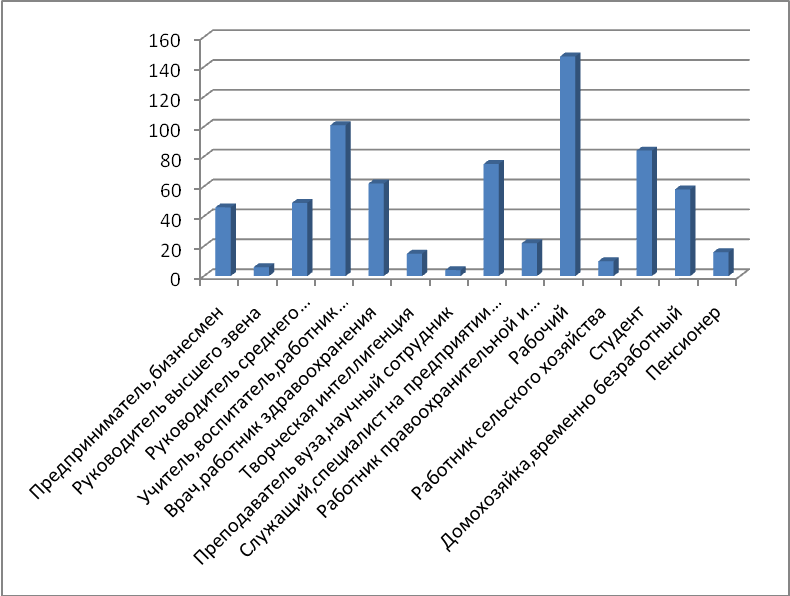 160
140
120
100
80
60
40
20
0
Предприниматель,бизнесмен
Руководитель высшего звена
Руководитель среднего…
Учитель,воспитатель,работник…
Врач,работник здравоохранения
Творческая интеллигенция
Преподаватель вуза,научный сотрудник
Служащий,специалист на предприятии…
Работник правоохранительной и…
Рабочий
Работник сельского хозяйства
Студент
Домохозяйка,временно безработный
Пенсионер